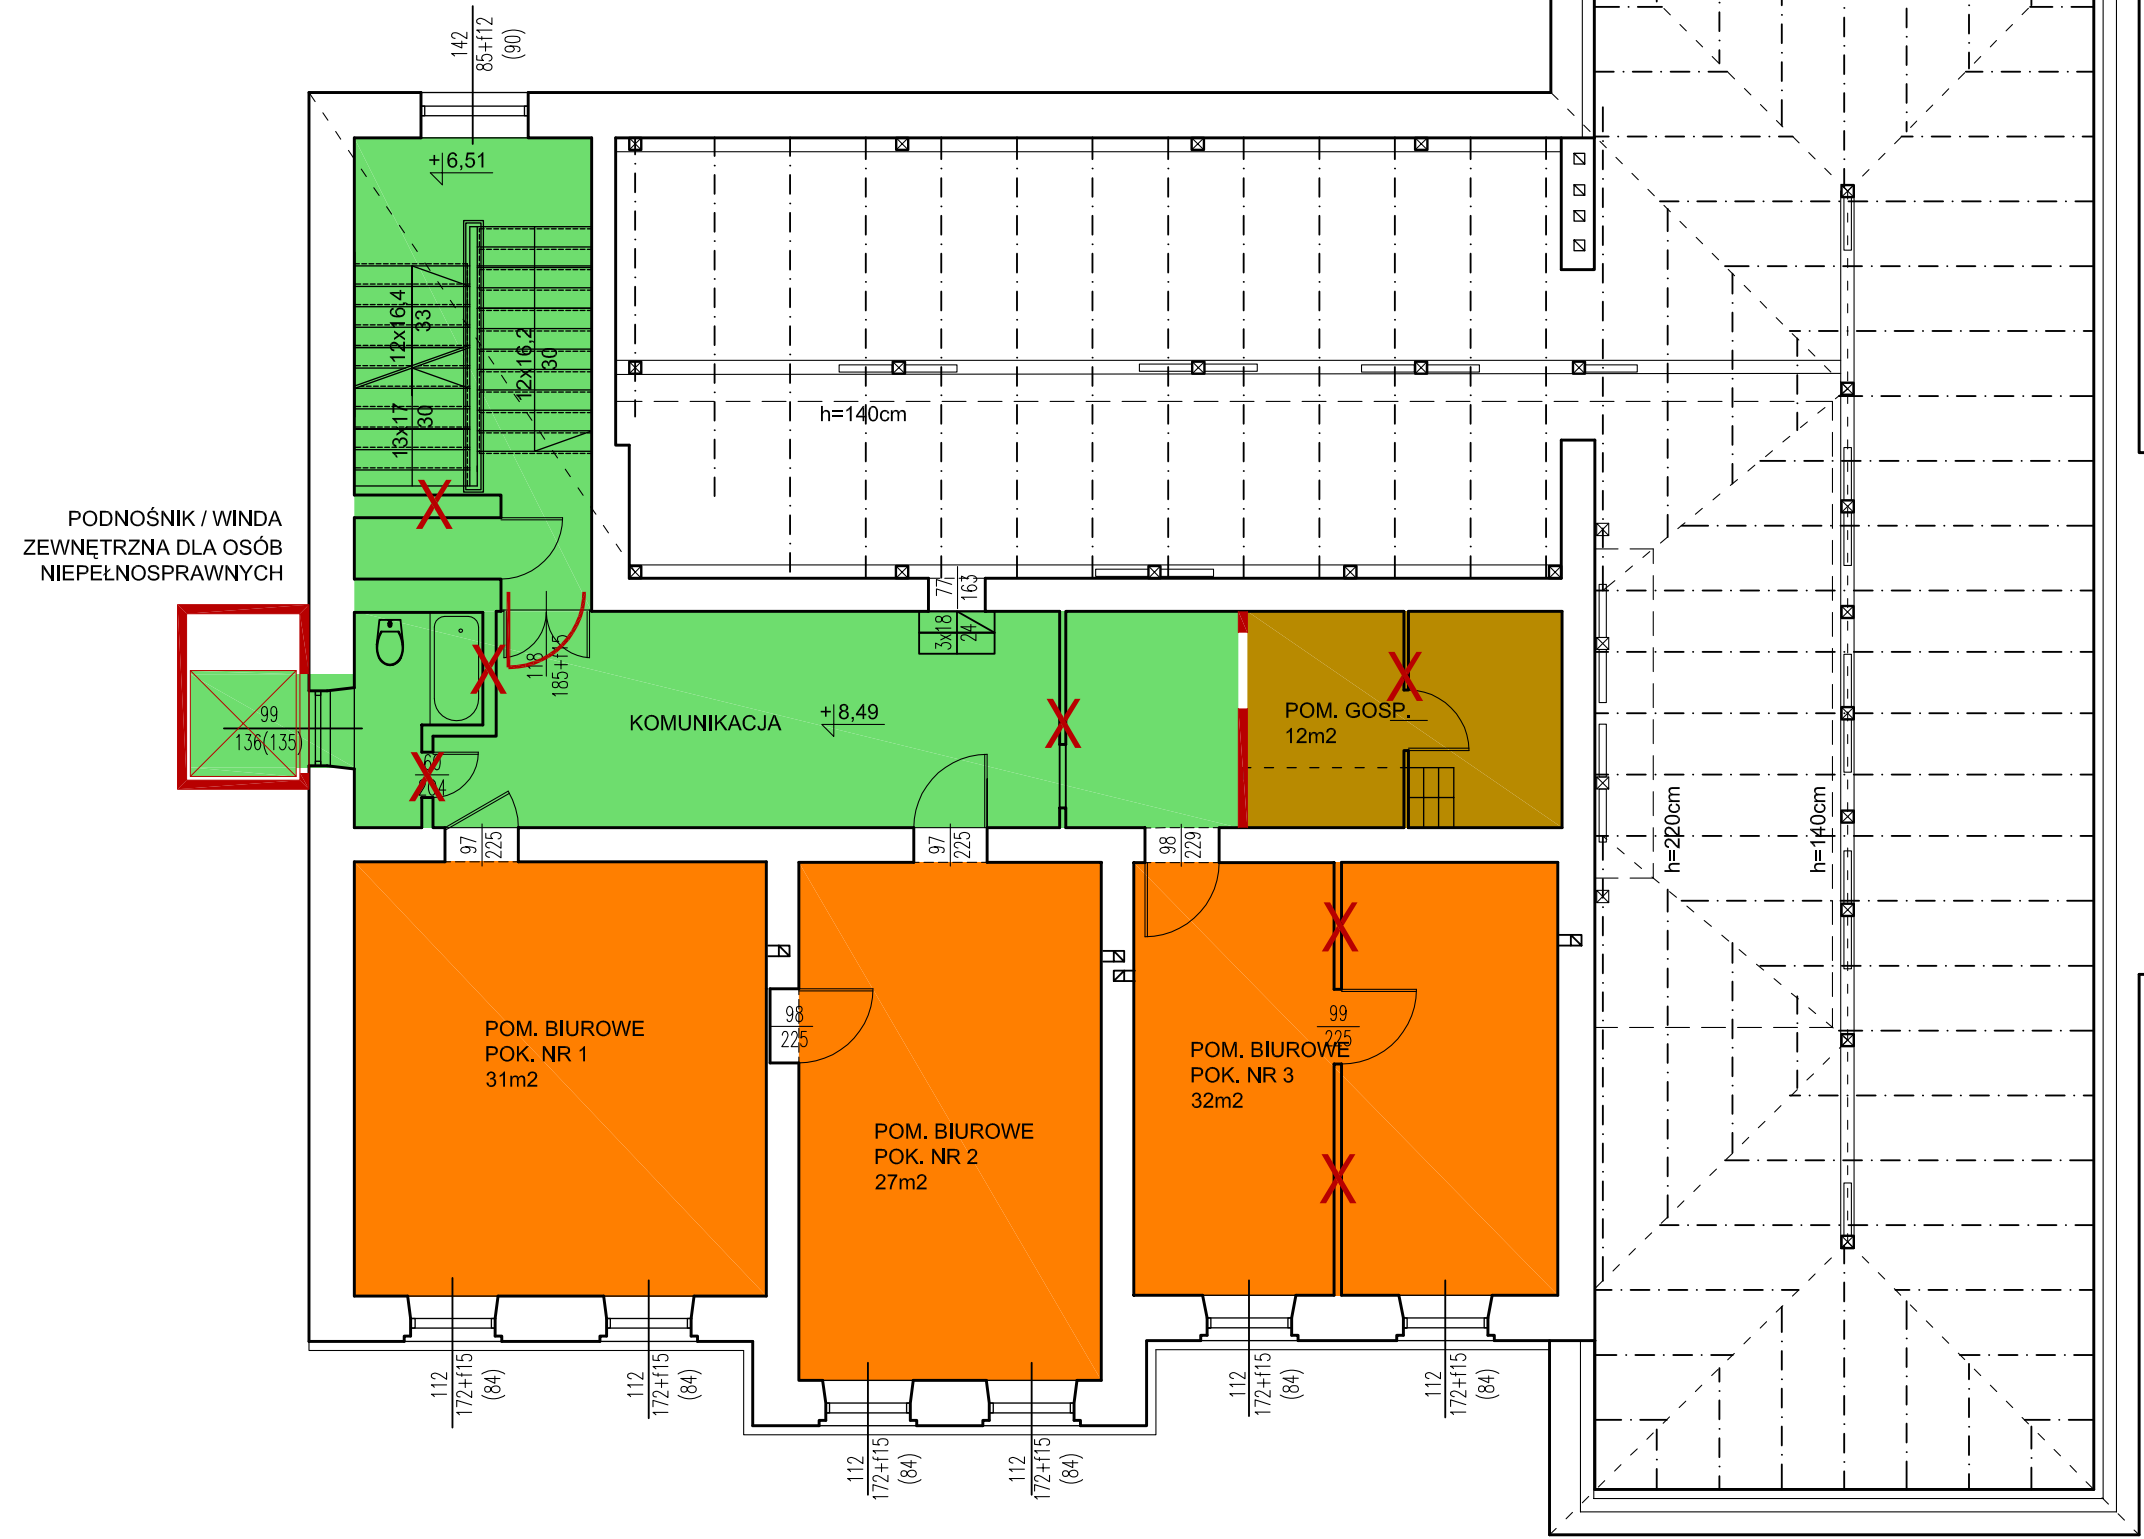 142
85+f12
(90)
+6,51
12x16,4
33
12x16,2
30
13x17
30
h=140cm
PODNOŚNIK / WINDA
ZEWNĘTRZNA DLA OSÓB
NIEPEŁNOSPRAWNYCH
77
163
3x18
24
118
185+f15
99
136(135)
KOMUNIKACJA
+8,49
POM. GOSP.
12m2
97
225
97
225
98
229
h=220cm
h=140cm
POM. BIUROWE
POK. NR 1
31m2
98
225
99
225
POM. BIUROWE
POK. NR 3
32m2
POM. BIUROWE
POK. NR 2
27m2
112
172+f15
(84)
112
172+f15
(84)
112
172+f15
(84)
112
172+f15
(84)
112
172+f15
(84)
112
172+f15
(84)